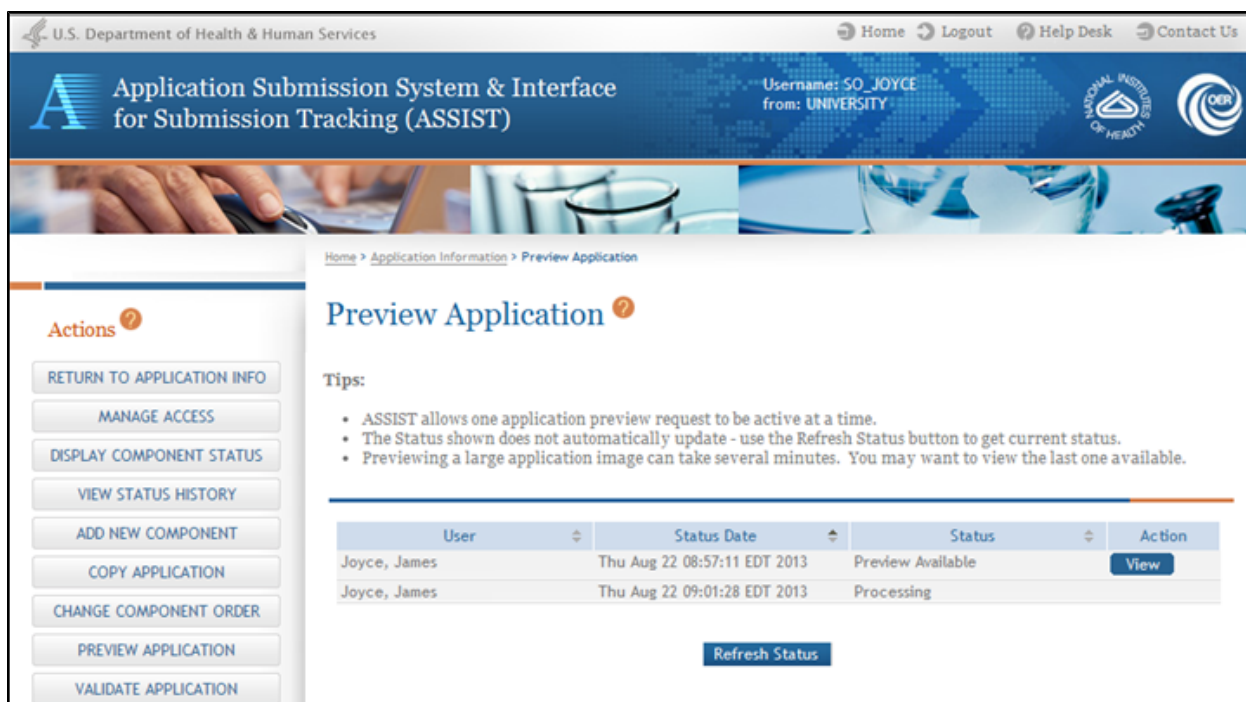 U.S. Department of Health & Human Services
Home Logout Help Desk Contact Us
A Application Submission System & Interface
for Submission Tracking (ASSIST)
Username: SO_JOYCE
from: UNIVERSITY
NATIONAL INSTITUTES OF HEALTH
OER
Home > Application Information > Preview Application
Actions ?
RETURN TO APPLICATION INFO
MANAGE ACCESS
DISPLAY COMPONENT STATUS
VIEW STATUS HISTORY
ADD NEW COMPONENT
COPY APPLICATION
CHANGE COMPONENT ORDER
PREVIEW APPLICATION
VALIDATE APPLICATION
Preview Application ?
Tips:
• ASSIST allows one application preview request to be active at a time.
• The Status shown does not automatically update - use the Refresh Status button to get current status.
• Previewing a large application image can take several minutes. You may want to view the last one available.
User Status Date Status Action
Joyce, James Thu Aug 22 08:57:11 EDT 2013 Preview Available View
Joyce, James Thu Aug 22 09:01:28 EDT 2013 Processing
Refresh Status